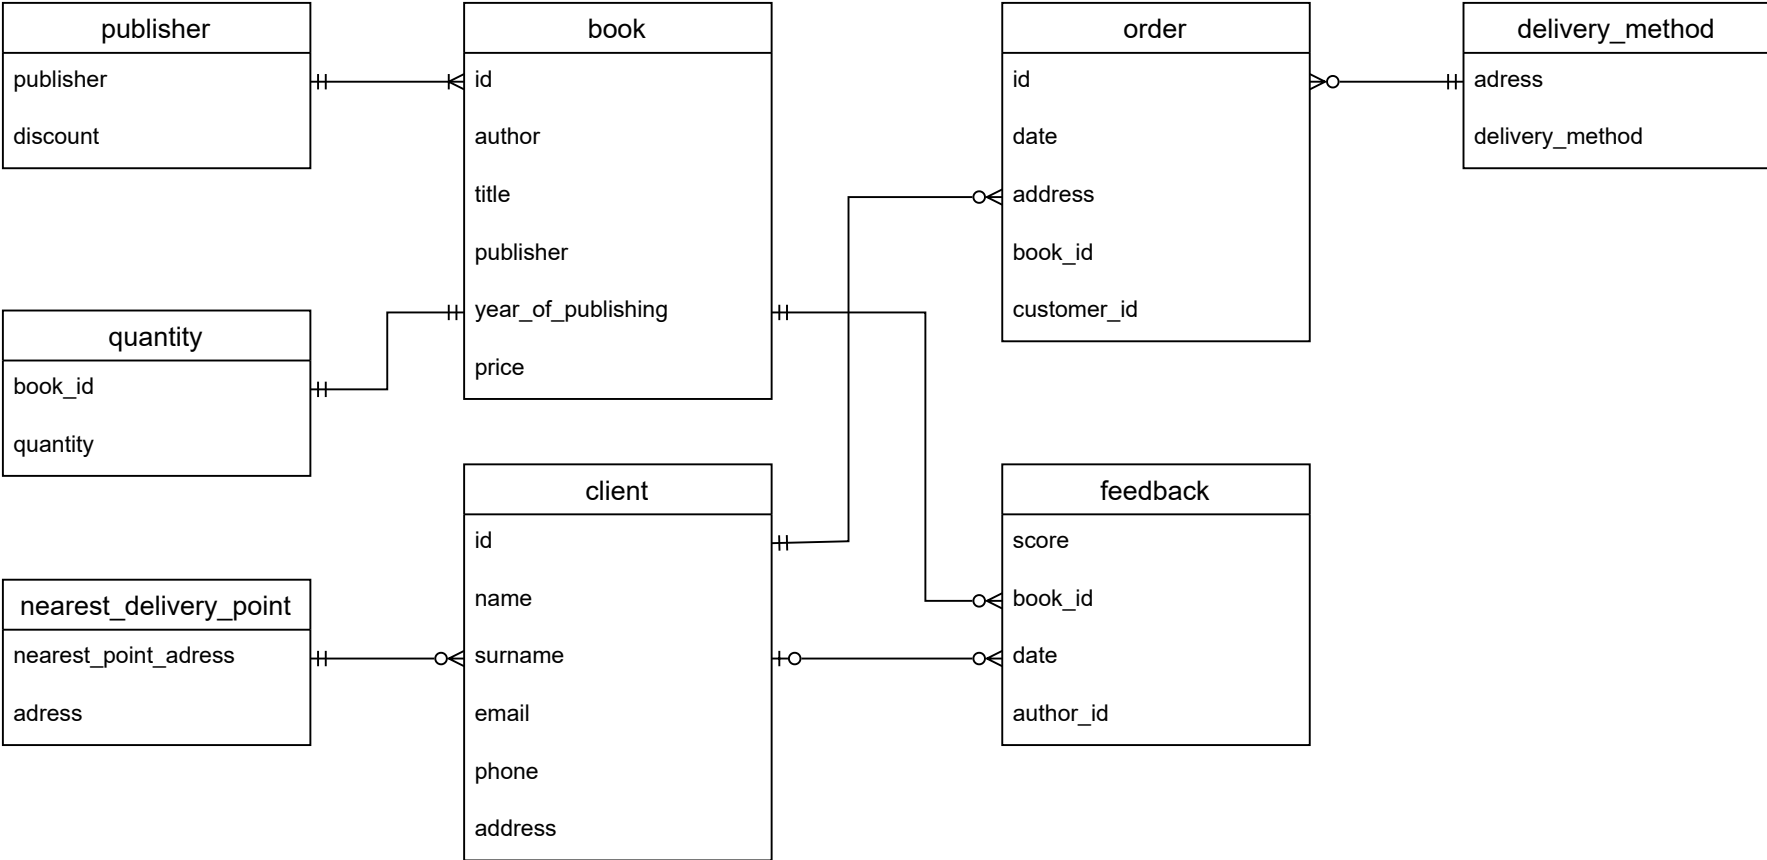 publisher
publisher
discount
book
id
author
title
publisher
year_of_publishing
price
order
id
date
address
book_id
customer_id
delivery_method
adress
delivery_method
quantity
book_id
quantity
client
id
name
surname
email
phone
address
feedback
score
book_id
date
author_id
nearest_delivery_point
nearest_point_adress
adress